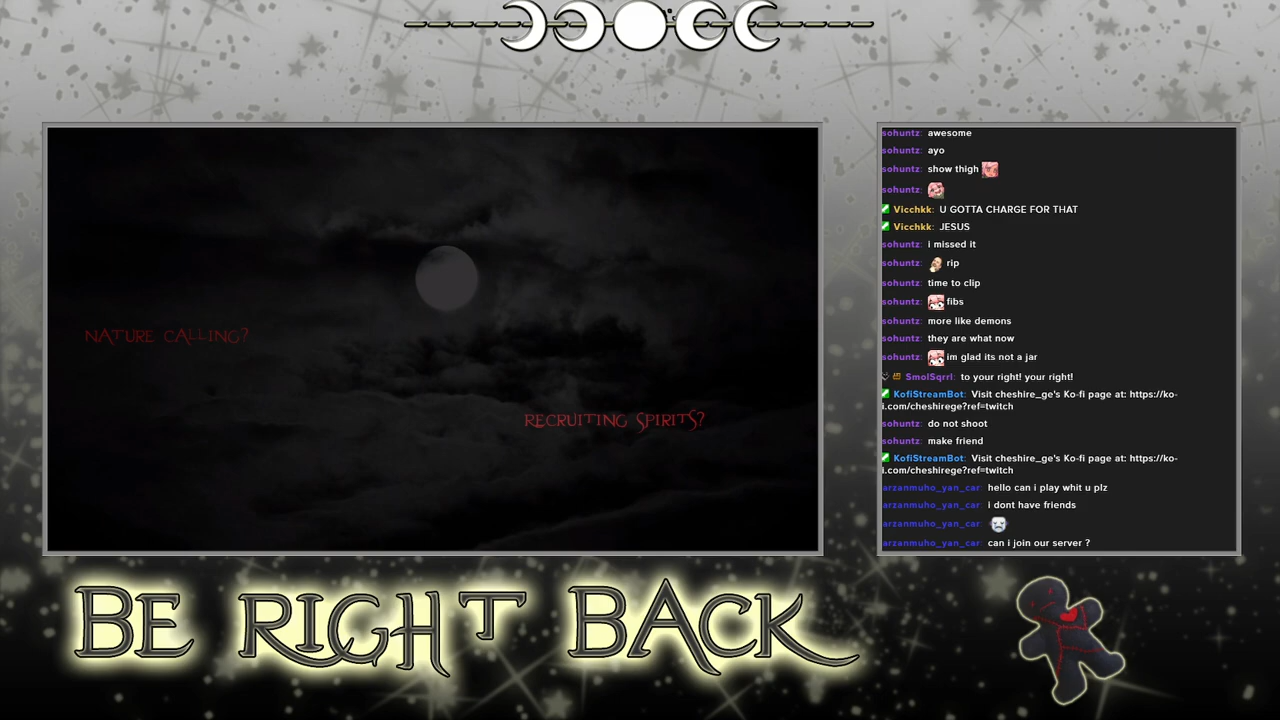 NATURE CALLING?
RECRUITING SPIRITS?
sohuntz: awesome
sohuntz: ayo
sohuntz: show thigh
sohuntz:
Vicchkk: U GOTTA CHARGE FOR THAT
Vicchkk: JESUS
sohuntz: i missed it
sohuntz: rip
sohuntz: time to clip
sohuntz: fibs
sohuntz: more like demons
sohuntz: they are what now
sohuntz: im glad its not a jar
SmolSqrrl: to your right! your right!
KofiStreamBot: Visit cheshire_ge's Ko-fi page at: https://ko-
i.com/cheshirege?ref=twitch
sohuntz: do not shoot
sohuntz: make friend
KofiStreamBot: Visit cheshire_ge's Ko-fi page at: https://ko-
i.com/cheshirege?ref=twitch
arzanmuho_yan_car: hello can i play whit u plz
arzanmuho_yan_car: i dont have friends
arzanmuho_yan_car:
arzanmuho_yan_car: can i join our server ?
BE RIGHT BACK